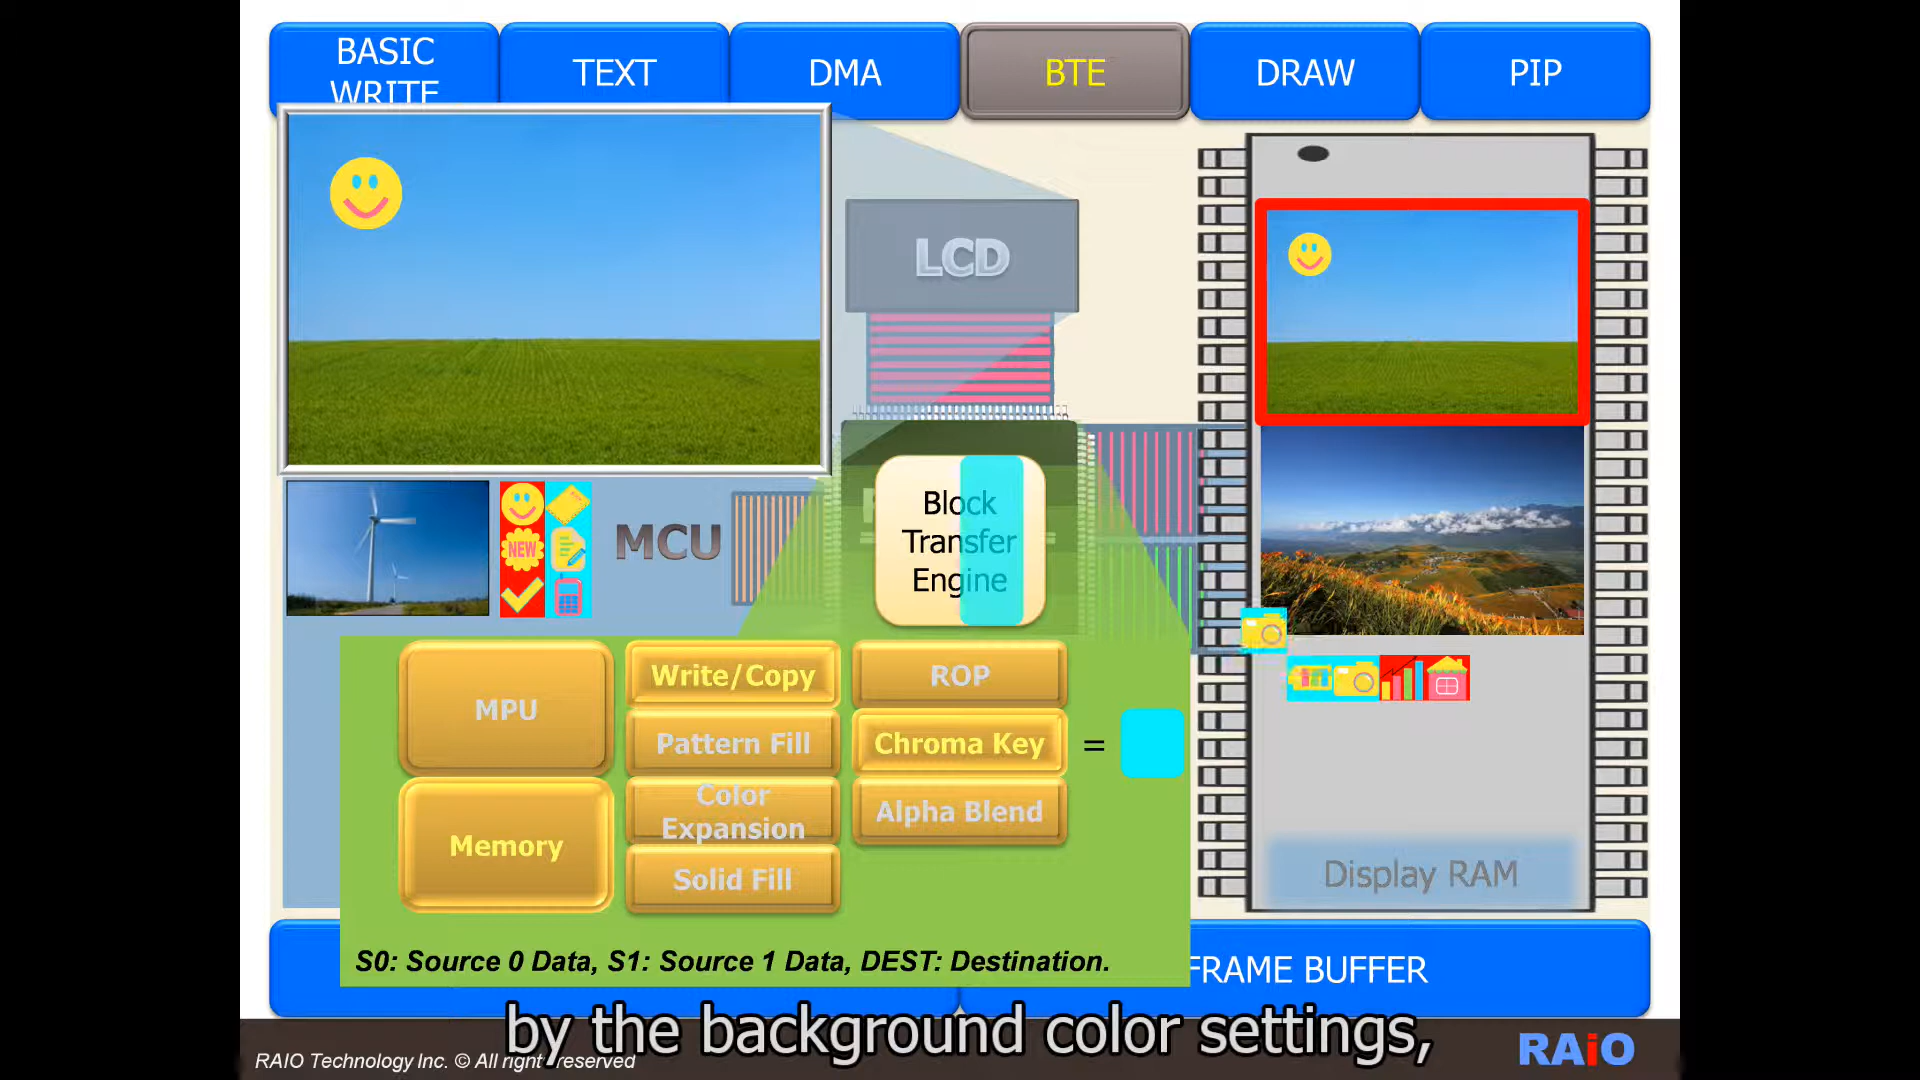 BASIC
WRITE
TEXT
DMA
BTE
DRAW
PIP
LCD
Block
Transfer
Engine
NEW
MCU
MPU
Write/Copy
ROP
Pattern Fill
Chroma Key
=
Color
Expansion
Alpha Blend
Memory
Solid Fill
Display RAM
S0: Source 0 Data, S1: Source 1 Data, DEST: Destination.
FRAME BUFFER
by the background color settings,
RAIO Technology Inc. © All right reserved
RAiO